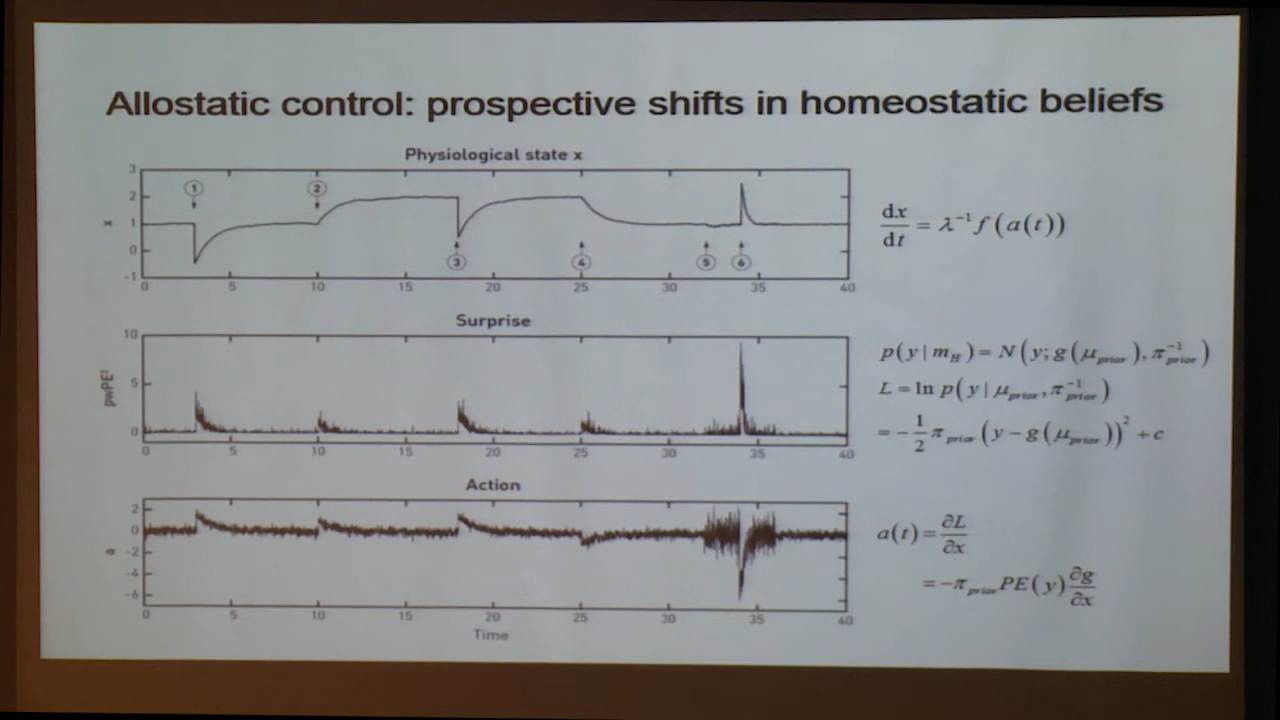 Allostatic control: prospective shifts in homeostatic beliefs
Physiological state x
3
2
1
0
-1
x
1
2
3
4
5
6
0 5 10 15 20 25 30 35 40
dx/dt = λ⁻¹ f(a(t))
Surprise
10
5
0
pwPE²
0 5 10 15 20 25 30 35 40
p(y | m_H) = N(y; g(μ_prior), π_prior⁻¹)
L = ln p(y | μ_prior, π_prior⁻¹)
= -1/2 π_prior (y - g(μ_prior))² + c
Action
2
0
-2
-4
-6
a
0 5 10 15 20 25 30 35 40
Time
a(t) = ∂L/∂x
= -π_prior PE(y) ∂g/∂x